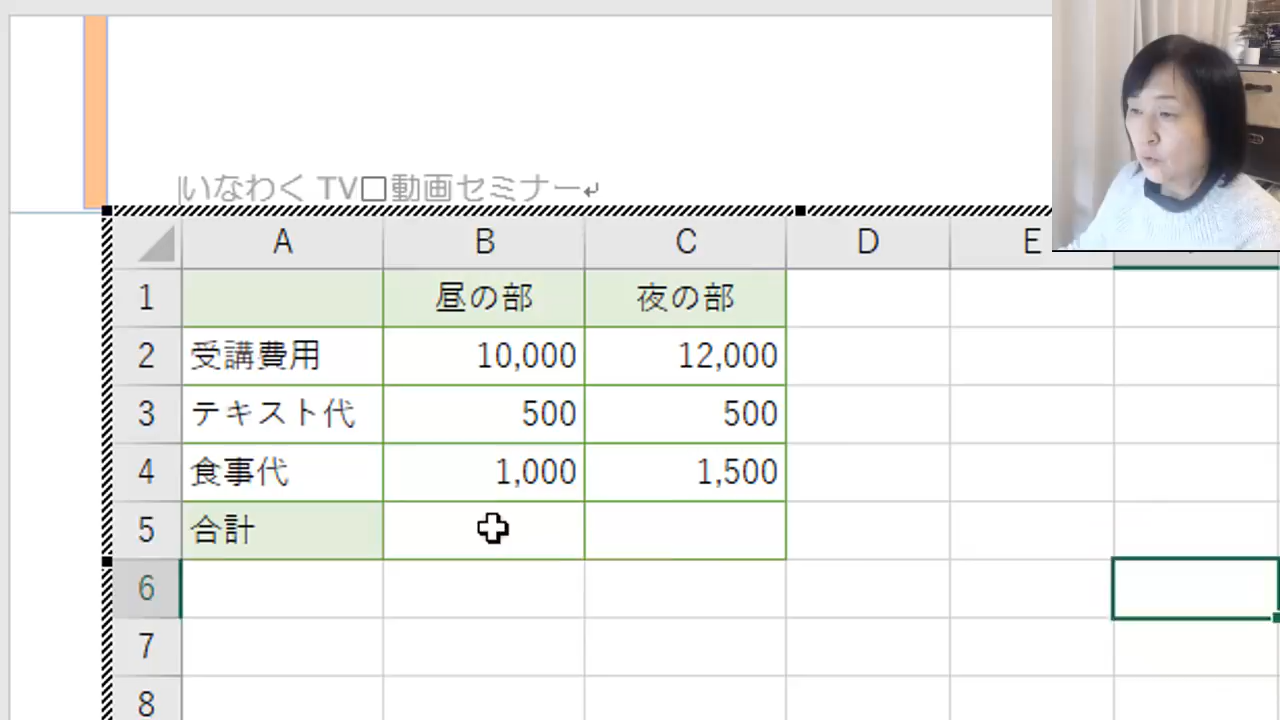 いなわく TV□動画セミナー↵
A B C D E
1 昼の部 夜の部
2 受講費用 10,000 12,000
3 テキスト代 500 500
4 食事代 1,000 1,500
5 合計
6
7
8